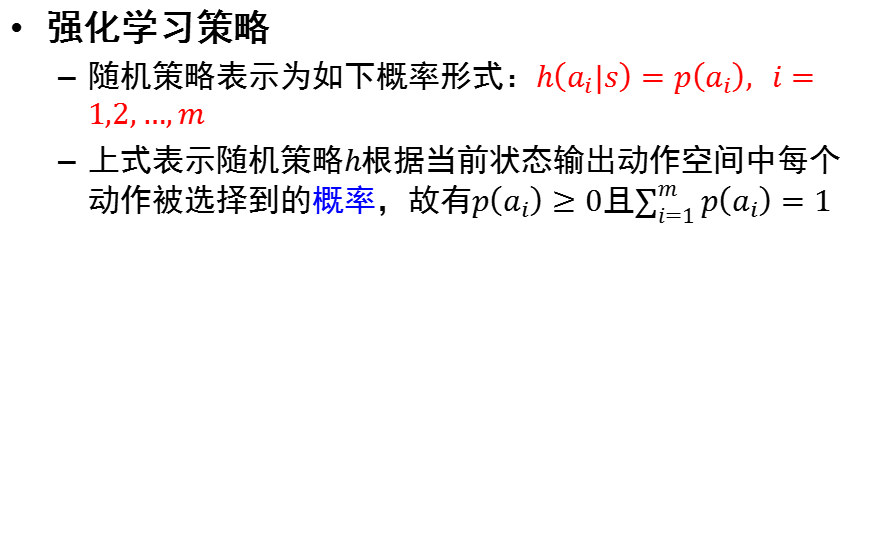 • 强化学习策略
– 随机策略表示为如下概率形式：h(aᵢ|s) = p(aᵢ), i =
1,2, …, m
– 上式表示随机策略h根据当前状态输出动作空间中每个
动作被选择到的概率，故有p(aᵢ) ≥ 0且∑ᵢ₌₁ᵐ p(aᵢ) = 1